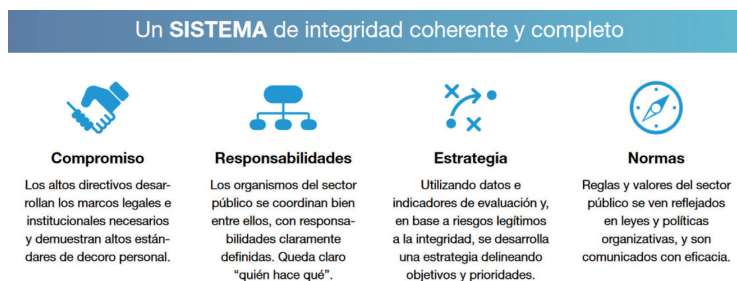 Un SISTEMA de integridad coherente y completo
Compromiso
Los altos directivos desar-
rollan los marcos legales e
institucionales necesarios
y demuestran altos están-
dares de decoro personal.
Responsabilidades
Los organismos del sector
público se coordinan bien
entre ellos, con responsa-
bilidades claramente
definidas. Queda claro
“quién hace qué”.
Estrategia
Utilizando datos e
indicadores de evaluación y,
en base a riesgos legítimos
a la integridad, se desarrolla
una estrategia delineando
objetivos y prioridades.
Normas
Reglas y valores del sector
público se ven reflejados
en leyes y políticas
organizativas, y son
comunicados con eficacia.